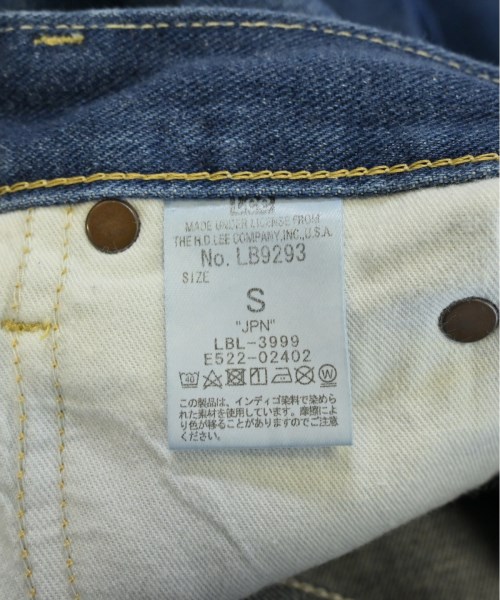 Lee
MADE UNDER LICENSE FROM
THE H.D.LEE COMPANY,INC.,U.S.A.
No. LB9293
SIZE
S
"JPN"
LBL-3999
E522-02402
40 W
この製品は、インディゴ染料で染めら
れた素材を使用しています。摩擦によ
り色が移ることがありますのでご注意
ください。